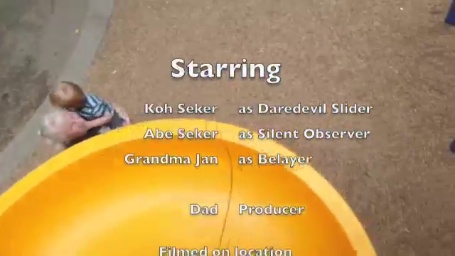 Starring
Koh Seker as Daredevil Slider
Abe Seker as Silent Observer
Grandma Jan as Belayer
Dad Producer
Filmed on location